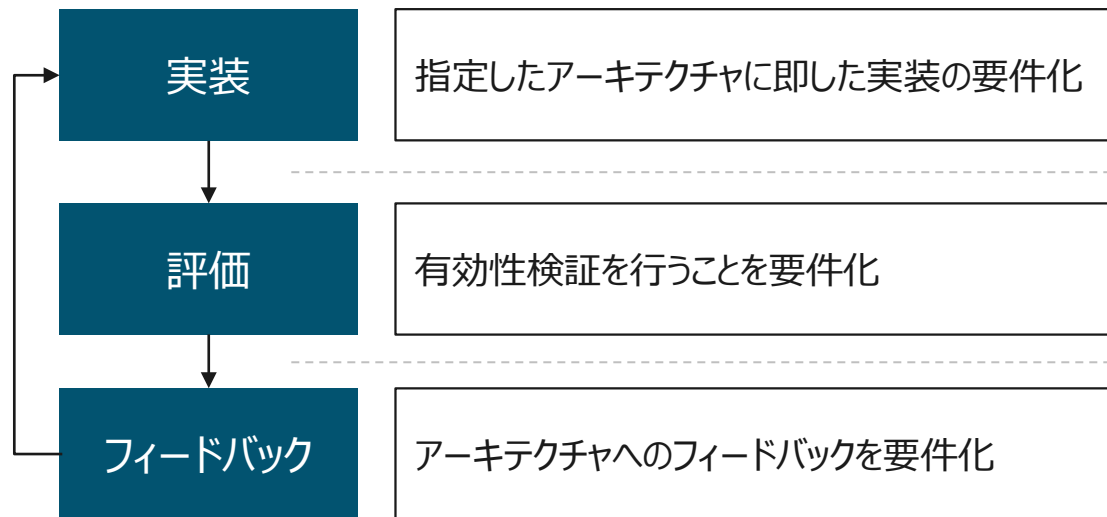 実装
指定したアーキテクチャに即した実装の要件化
評価
有効性検証を行うことを要件化
フィードバック
アーキテクチャへのフィードバックを要件化